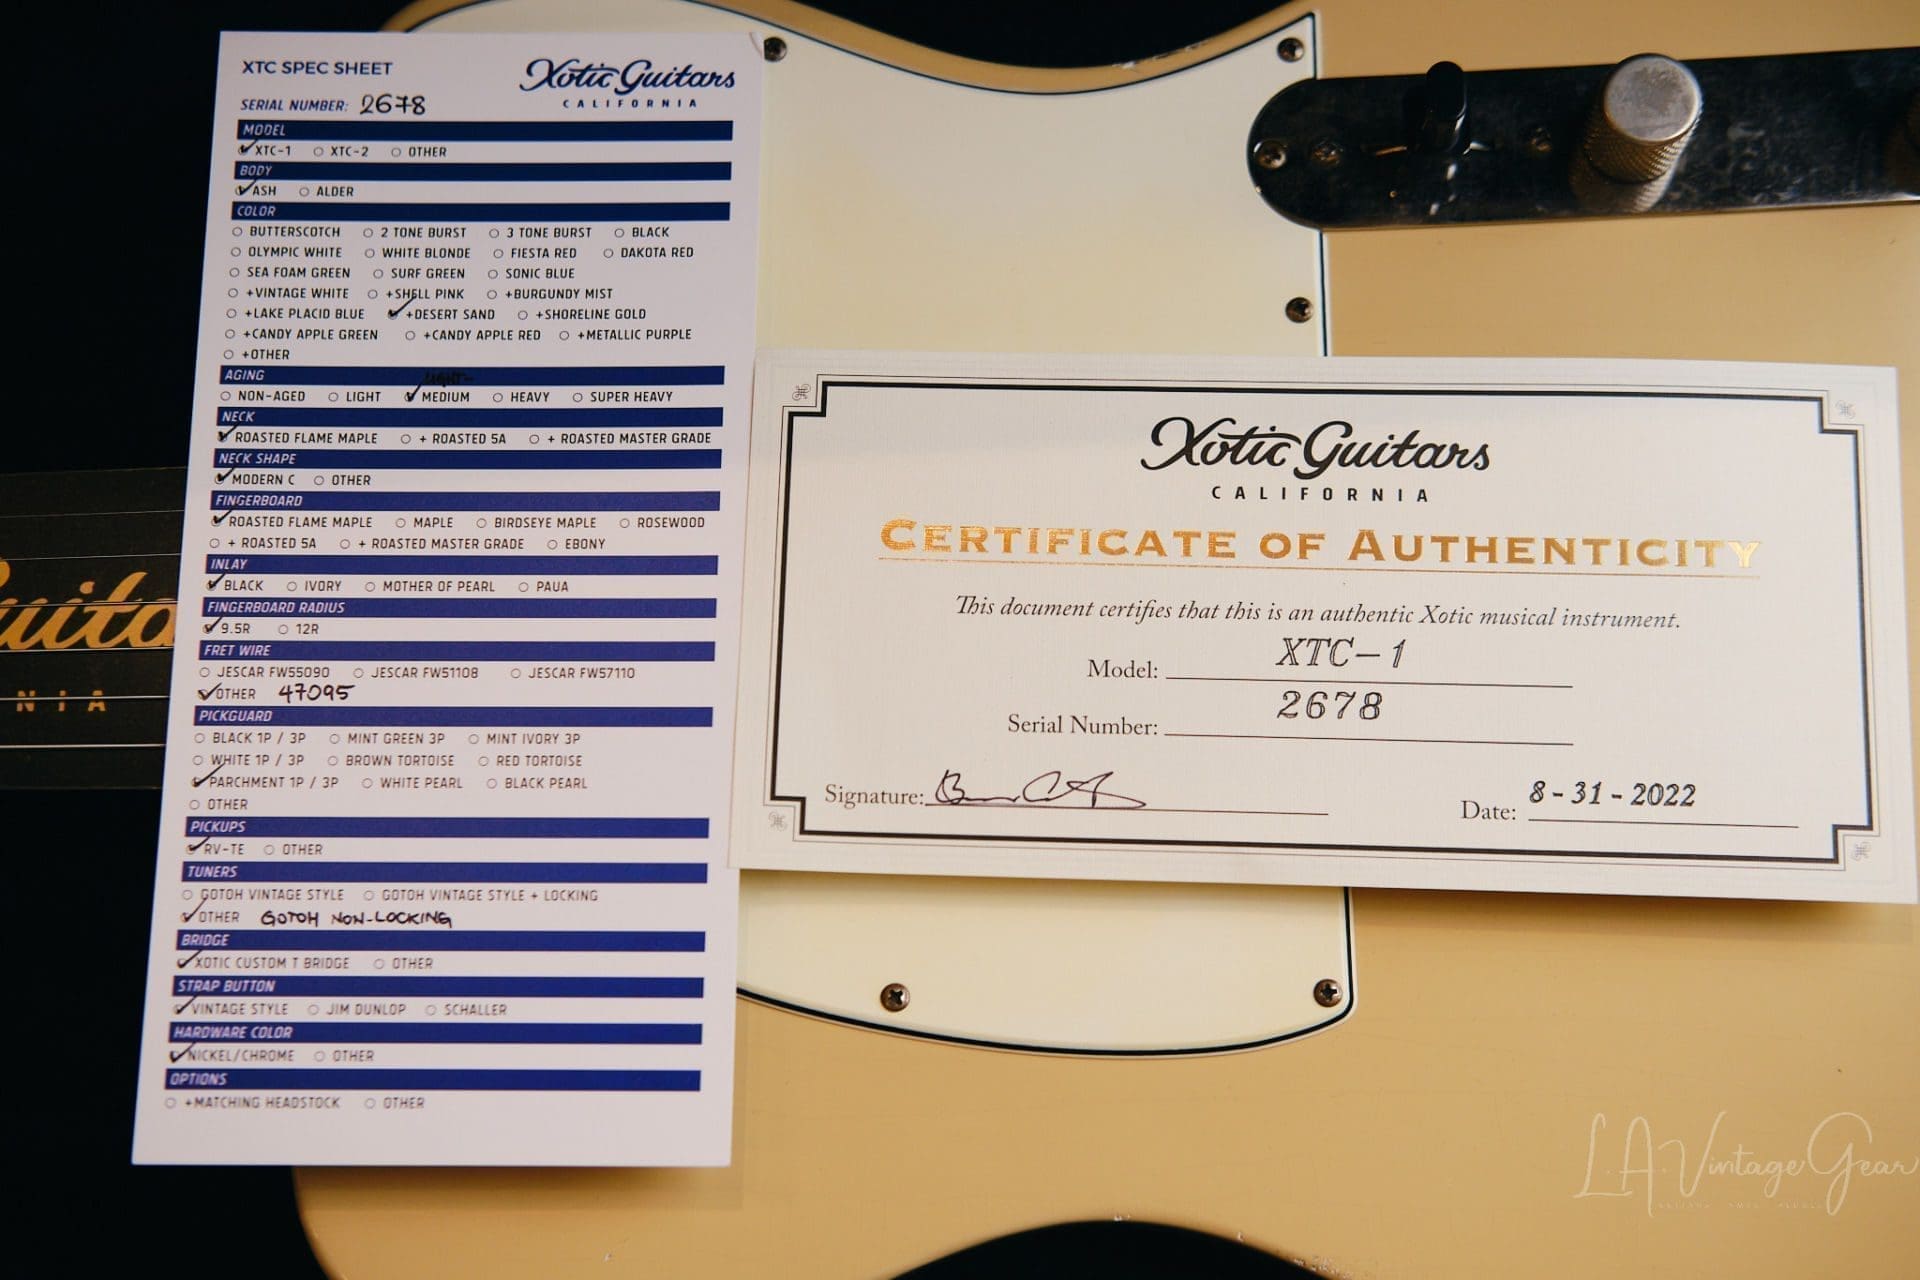 XTC SPEC SHEET
Xotic Guitars
CALIFORNIA
SERIAL NUMBER: 2678
MODEL
XTC-1 XTC-2 OTHER
BODY
ASH ALDER
COLOR
BUTTERSCOTCH 2 TONE BURST 3 TONE BURST BLACK
OLYMPIC WHITE WHITE BLONDE FIESTA RED DAKOTA RED
SEA FOAM GREEN SURF GREEN SONIC BLUE
+VINTAGE WHITE +SHELL PINK +BURGUNDY MIST
+LAKE PLACID BLUE +DESERT SAND +SHORELINE GOLD
+CANDY APPLE GREEN +CANDY APPLE RED +METALLIC PURPLE
+OTHER
AGING LIGHT-
NON-AGED LIGHT MEDIUM HEAVY SUPER HEAVY
NECK
ROASTED FLAME MAPLE + ROASTED 5A + ROASTED MASTER GRADE
NECK SHAPE
MODERN C OTHER
FINGERBOARD
ROASTED FLAME MAPLE MAPLE BIRDSEYE MAPLE ROSEWOOD
+ ROASTED 5A + ROASTED MASTER GRADE EBONY
INLAY
BLACK IVORY MOTHER OF PEARL PAUA
FINGERBOARD RADIUS
9.5R 12R
FRET WIRE
JESCAR FW55090 JESCAR FW51108 JESCAR FW57110
OTHER 47095
PICKGUARD
BLACK 1P / 3P MINT GREEN 3P MINT IVORY 3P
WHITE 1P / 3P BROWN TORTOISE RED TORTOISE
PARCHMENT 1P / 3P WHITE PEARL BLACK PEARL
OTHER
PICKUPS
RV-TE OTHER
TUNERS
GOTOH VINTAGE STYLE GOTOH VINTAGE STYLE + LOCKING
OTHER GOTOH NON-LOCKING
BRIDGE
XOTIC CUSTOM T BRIDGE OTHER
STRAP BUTTON
VINTAGE STYLE JIM DUNLOP SCHALLER
HARDWARE COLOR
NICKEL/CHROME OTHER
OPTIONS
+MATCHING HEADSTOCK OTHER
Xotic Guitars
CALIFORNIA
CERTIFICATE OF AUTHENTICITY
This document certifies that this is an authentic Xotic musical instrument.
Model: XTC-1
Serial Number: 2678
Signature:
Date: 8-31-2022
L.A. Vintage Gear